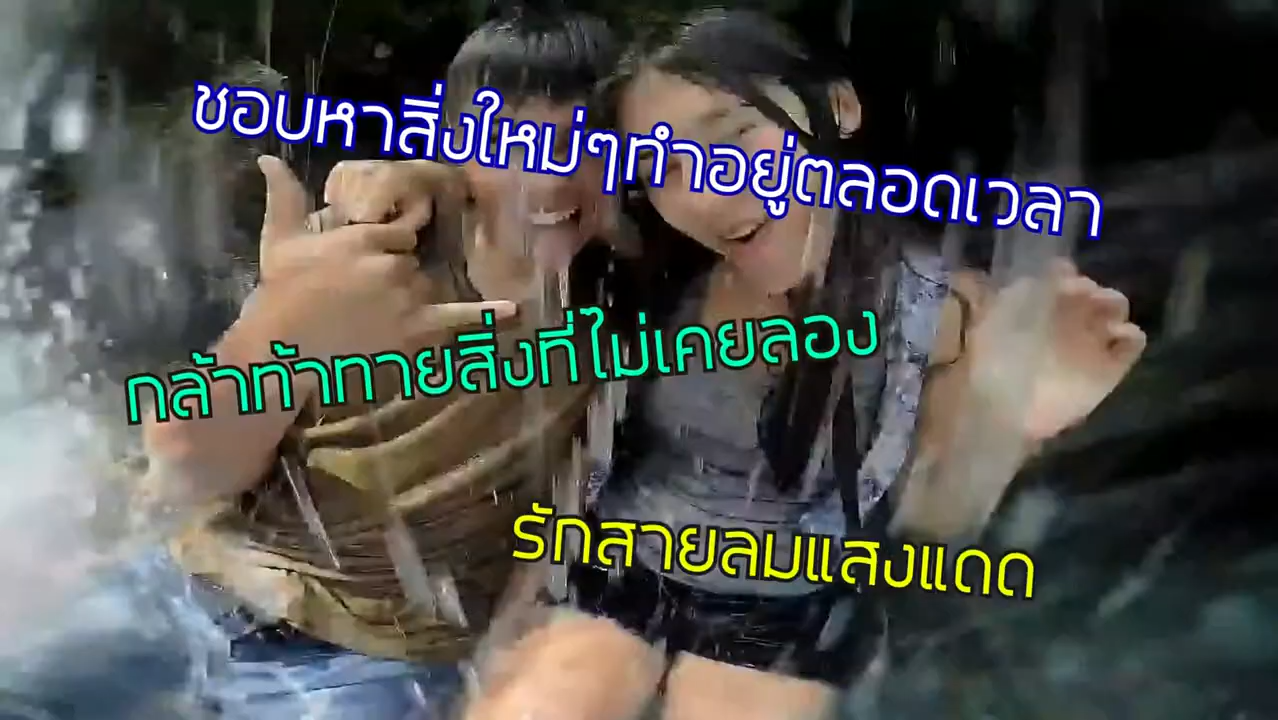 ชอบหาสิ่งใหม่ๆทำอยู่ตลอดเวลา
กล้าท้าทายสิ่งที่ไม่เคยลอง
รักสายลมแสงแดด